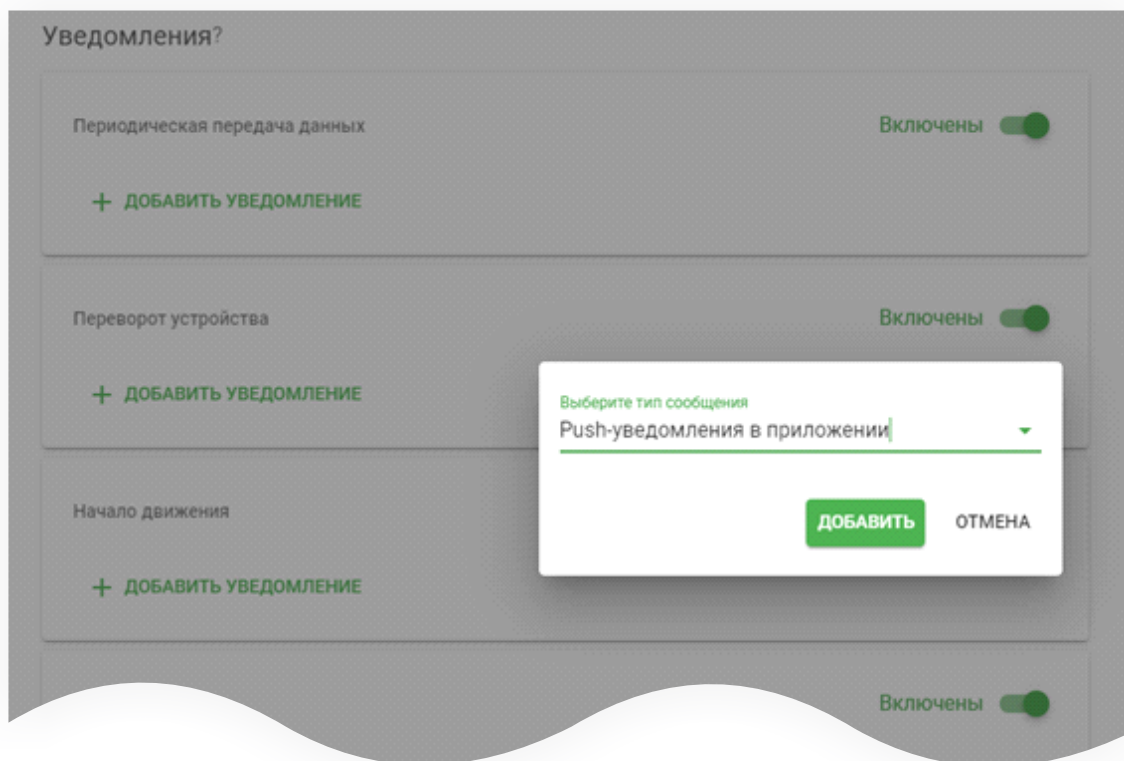 Уведомления?
Периодическая передача данных
Включены
+ ДОБАВИТЬ УВЕДОМЛЕНИЕ
Переворот устройства
Включены
+ ДОБАВИТЬ УВЕДОМЛЕНИЕ
Выберите тип сообщения
Push-уведомления в приложении
Начало движения
ДОБАВИТЬ ОТМЕНА
+ ДОБАВИТЬ УВЕДОМЛЕНИЕ
Включены